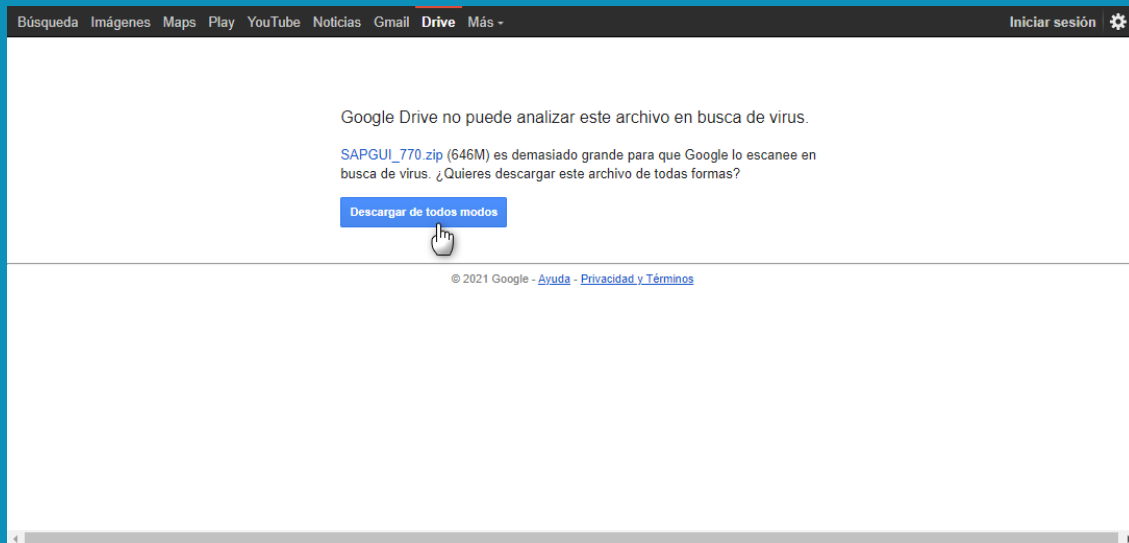 Búsqueda Imágenes Maps Play YouTube Noticias Gmail Drive Más Iniciar sesión
Google Drive no puede analizar este archivo en busca de virus.
SAPGUI_770.zip (646M) es demasiado grande para que Google lo escanee en
busca de virus. ¿Quieres descargar este archivo de todas formas?
Descargar de todos modos
© 2021 Google - Ayuda - Privacidad y Términos